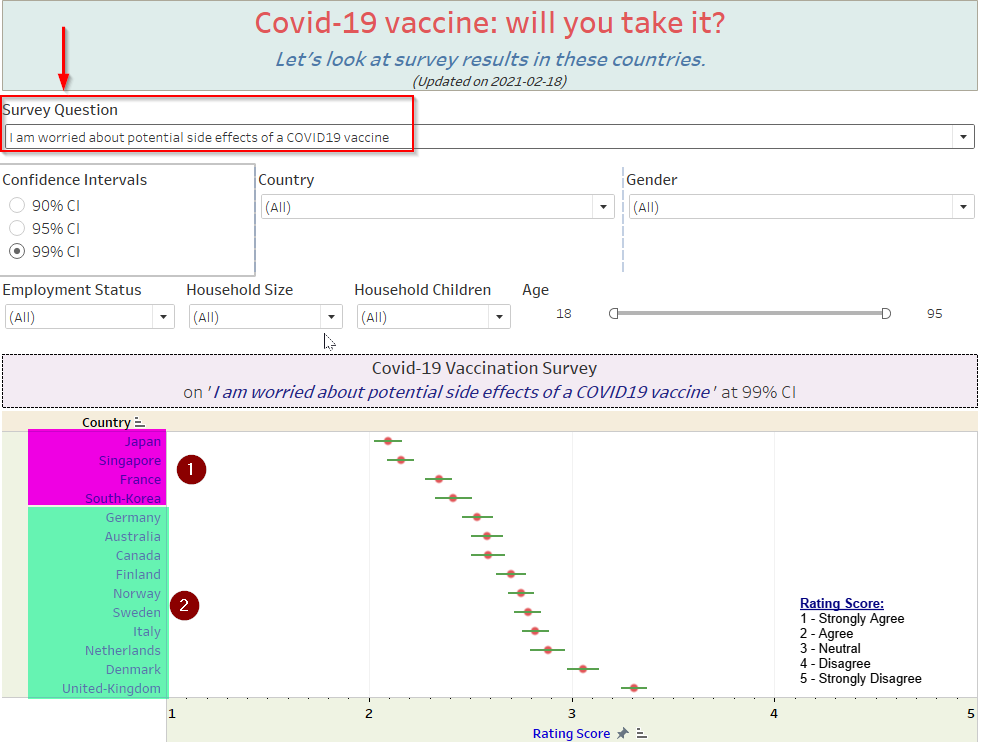 Covid-19 vaccine: will you take it?
Let's look at survey results in these countries.
(Updated on 2021-02-18)
Survey Question
I am worried about potential side effects of a COVID19 vaccine
Confidence Intervals
90% CI
95% CI
99% CI
Country
(All)
Gender
(All)
Employment Status
(All)
Household Size
(All)
Household Children
(All)
Age
18
95
Covid-19 Vaccination Survey
on 'I am worried about potential side effects of a COVID19 vaccine' at 99% CI
Country
Japan
Singapore
France
South-Korea
1
Germany
Australia
Canada
Finland
Norway
Sweden
Italy
Netherlands
Denmark
United-Kingdom
2
Rating Score:
1 - Strongly Agree
2 - Agree
3 - Neutral
4 - Disagree
5 - Strongly Disagree
1 2 3 4 5
Rating Score